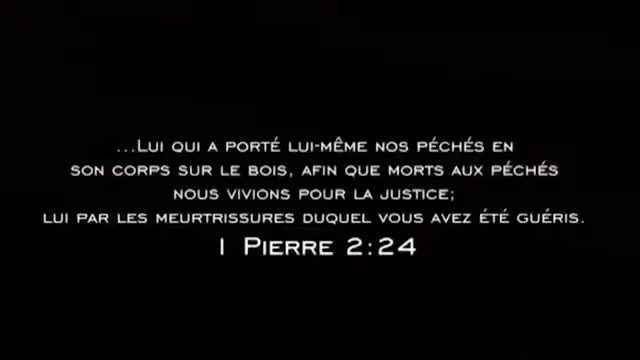 ...Lui qui a porté lui-même nos péchés en
son corps sur le bois, afin que morts aux péchés
nous vivions pour la justice;
lui par les meurtrissures duquel vous avez été guéris.
1 Pierre 2:24